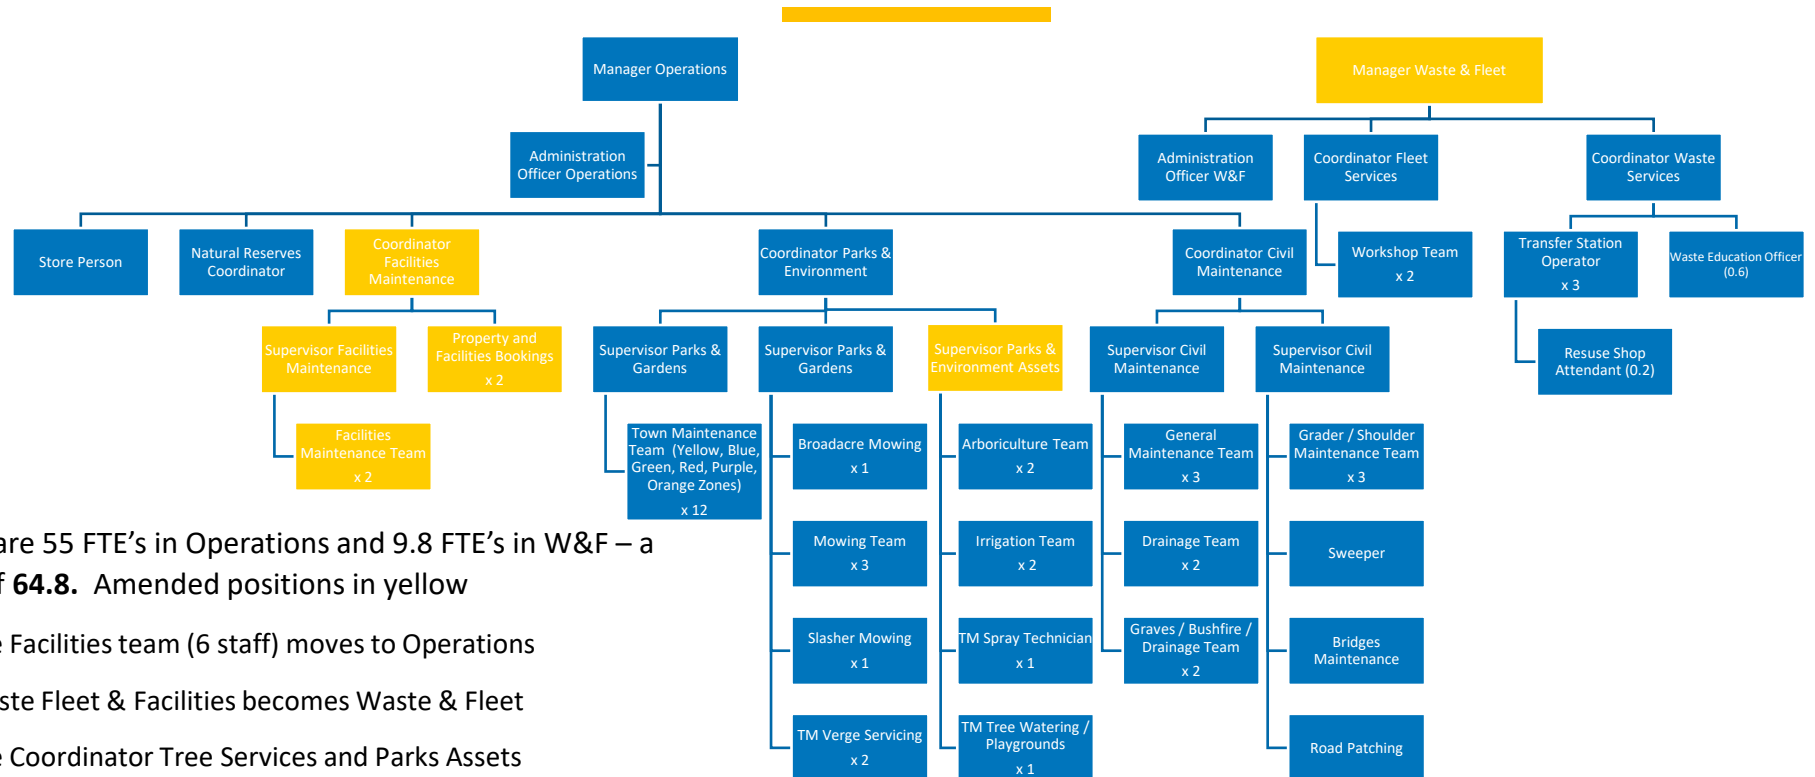 Manager Operations
Manager Waste & Fleet
Administration
Officer Operations
Administration
Officer W&F
Coordinator Fleet
Services
Coordinator Waste
Services
Store Person
Natural Reserves
Coordinator
Coordinator
Facilities
Maintenance
Coordinator Parks &
Environment
Coordinator Civil
Maintenance
Workshop Team
x 2
Transfer Station
Operator
x 3
Waste Education Officer
(0.6)
Supervisor Facilities
Maintenance
Property and
Facilities Bookings
x 2
Supervisor Parks &
Gardens
Supervisor Parks &
Gardens
Supervisor Parks &
Environment Assets
Supervisor Civil
Maintenance
Supervisor Civil
Maintenance
Resuse Shop
Attendant (0.2)
Facilities
Maintenance Team
x 2
Town Maintenance
Team (Yellow, Blue,
Green, Red, Purple,
Orange Zones)
x 12
Broadacre Mowing
x 1
Arboriculture Team
x 2
General
Maintenance Team
x 3
Grader / Shoulder
Maintenance Team
x 3
Mowing Team
x 3
Irrigation Team
x 2
Drainage Team
x 2
Sweeper
Slasher Mowing
x 1
TM Spray Technician
x 1
Graves / Bushfire /
Drainage Team
x 2
Bridges
Maintenance
TM Verge Servicing
x 2
TM Tree Watering /
Playgrounds
x 1
Road Patching
are 55 FTE’s in Operations and 9.8 FTE’s in W&F – a
f 64.8. Amended positions in yellow
e Facilities team (6 staff) moves to Operations
ste Fleet & Facilities becomes Waste & Fleet
e Coordinator Tree Services and Parks Assets